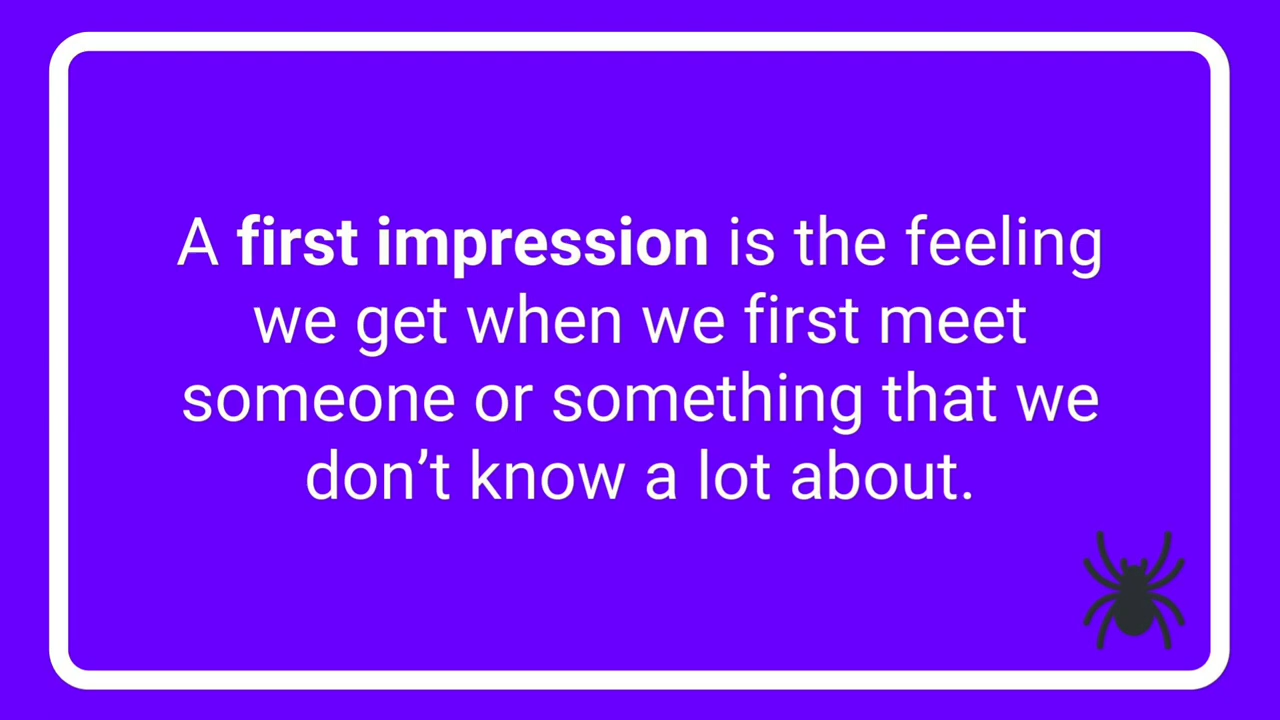 A first impression is the feeling
we get when we first meet
someone or something that we
don’t know a lot about.